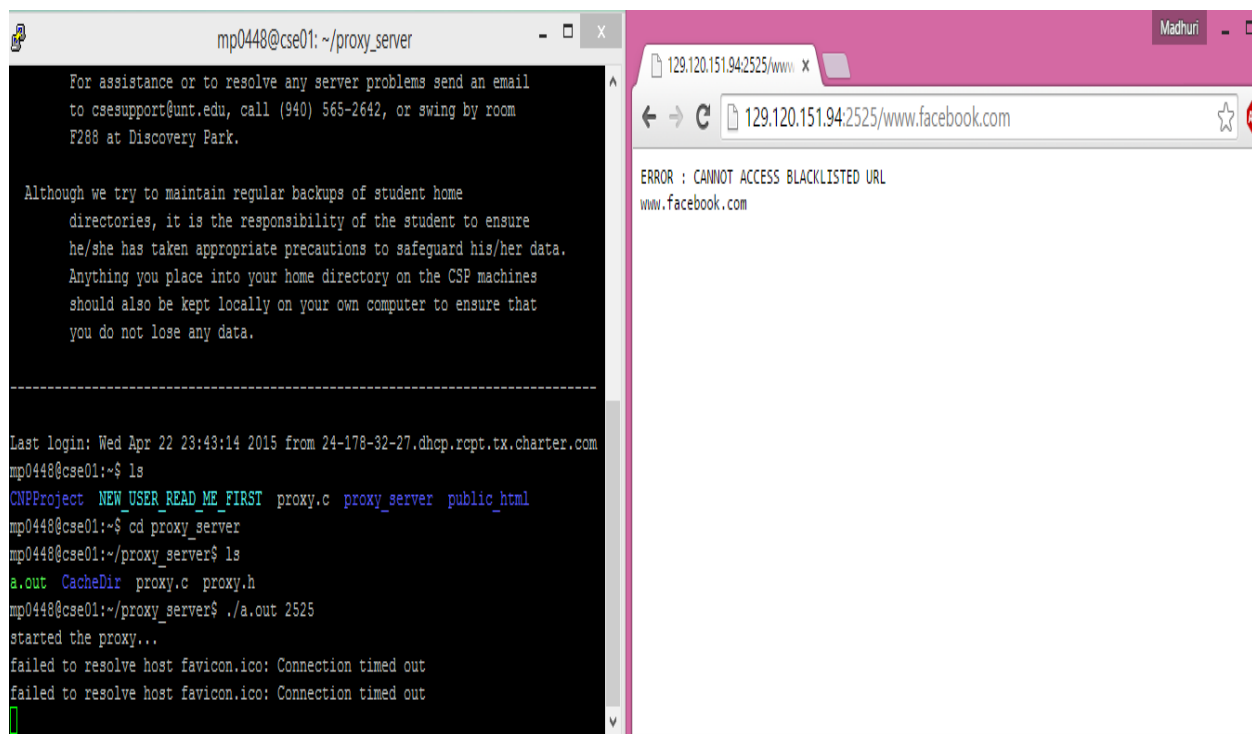 mp0448@cse01: ~/proxy_server
For assistance or to resolve any server problems send an email
to csesupport@unt.edu, call (940) 565-2642, or swing by room
F288 at Discovery Park.
Although we try to maintain regular backups of student home
directories, it is the responsibility of the student to ensure
he/she has taken appropriate precautions to safeguard his/her data.
Anything you place into your home directory on the CSP machines
should also be kept locally on your own computer to ensure that
you do not lose any data.
--------------------------------------------------------------------------------
Last login: Wed Apr 22 23:43:14 2015 from 24-178-32-27.dhcp.rcpt.tx.charter.com
mp0448@cse01:~$ ls
CNPProject NEW_USER_READ_ME_FIRST proxy.c proxy_server public_html
mp0448@cse01:~$ cd proxy_server
mp0448@cse01:~/proxy_server$ ls
a.out CacheDir proxy.c proxy.h
mp0448@cse01:~/proxy_server$ ./a.out 2525
started the proxy...
failed to resolve host favicon.ico: Connection timed out
failed to resolve host favicon.ico: Connection timed out
Madhuri
129.120.151.94:2525/www
129.120.151.94:2525/www.facebook.com
ERROR : CANNOT ACCESS BLACKLISTED URL
www.facebook.com